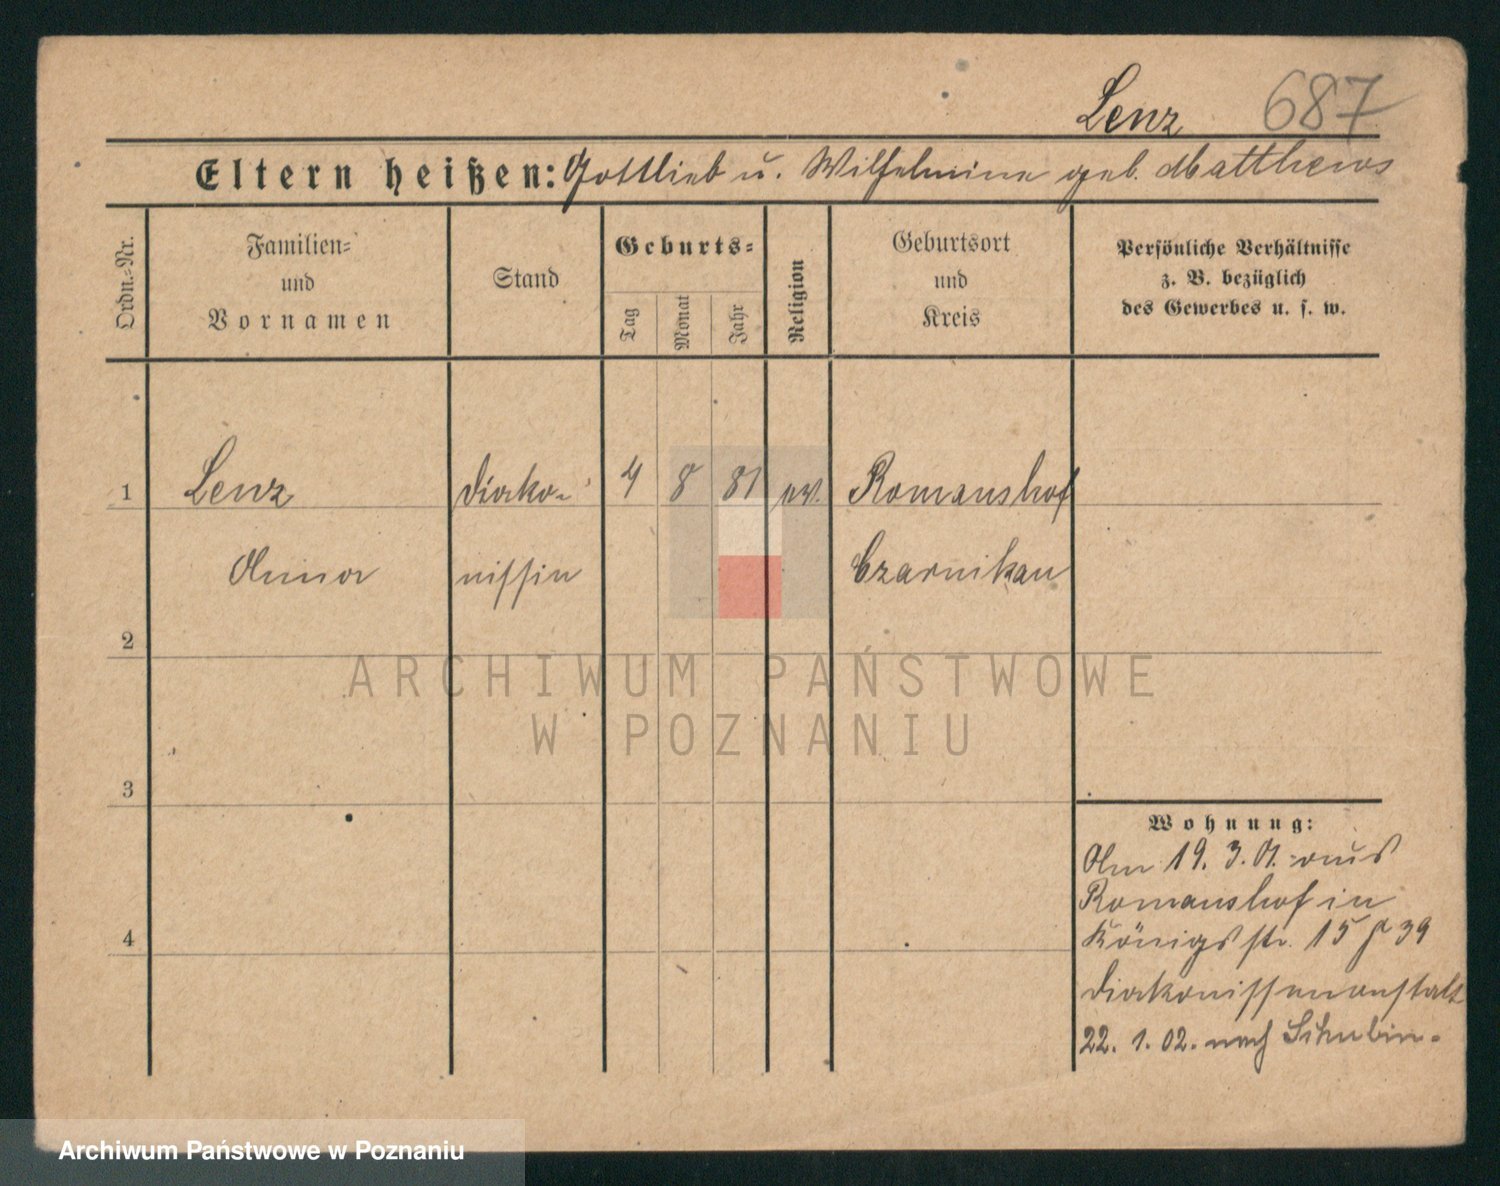 Lenz 687
Eltern heißen: Gottlieb u. Wilhelmine geb. Matthews
Ordn.-Nr.
Familien-
und
Vornamen
Stand
Geburts-
Tag
Monat
Jahr
Religion
Geburtsort
und
Kreis
Persönliche Verhältnisse
z. B. bezüglich
des Gewerbes u. s. w.
1 Lenz Diako- 4 8 81 ev. Romanshof
Anna nissin Czarnikau
2
3
4
Wohnung:
Am 19. 3. 01. aus
Romanshof in
Königsstr. 15 39
Diakonissenanstalt
22. 1. 02. nach Schubin.
ARCHIWUM PAŃSTWOWE
W POZNANIU
Archiwum Państwowe w Poznaniu